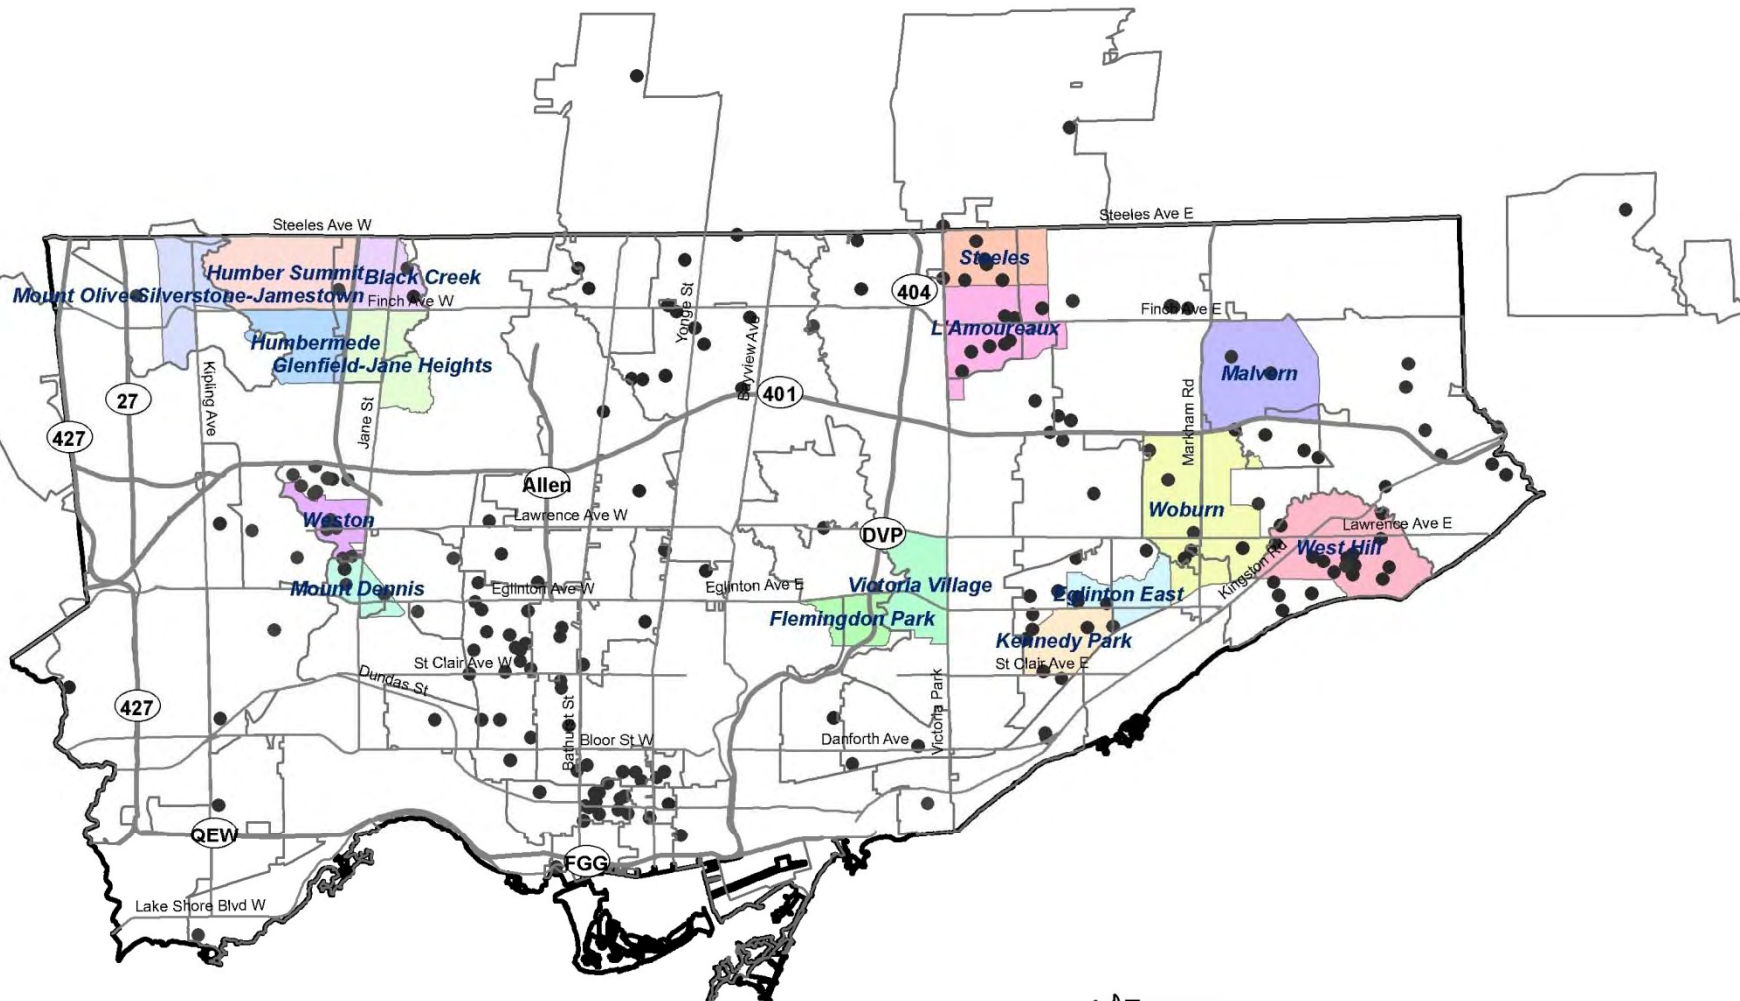 Steeles Ave W
Steeles Ave E
Humber Summit
Black Creek
Steeles
Mount Olive-Silverstone-Jamestown
Finch Ave W
404
Finch Ave E
L'Amoureaux
Humbermede
Glenfield-Jane Heights
Yonge St
Bayview Ave
Malvern
Kipling Ave
27
401
Jane St
Markham Rd
427
Allen
Weston
Lawrence Ave W
DVP
Woburn
Lawrence Ave E
West Hill
Mount Dennis
Eglinton Ave W
Eglinton Ave E
Victoria Village
Eglinton East
Kingston Rd
Flemingdon Park
Kennedy Park
St Clair Ave W
St Clair Ave E
Dundas St
427
Bathurst St
Victoria Park
Bloor St W
Danforth Ave
QEW
FGG
Lake Shore Blvd W